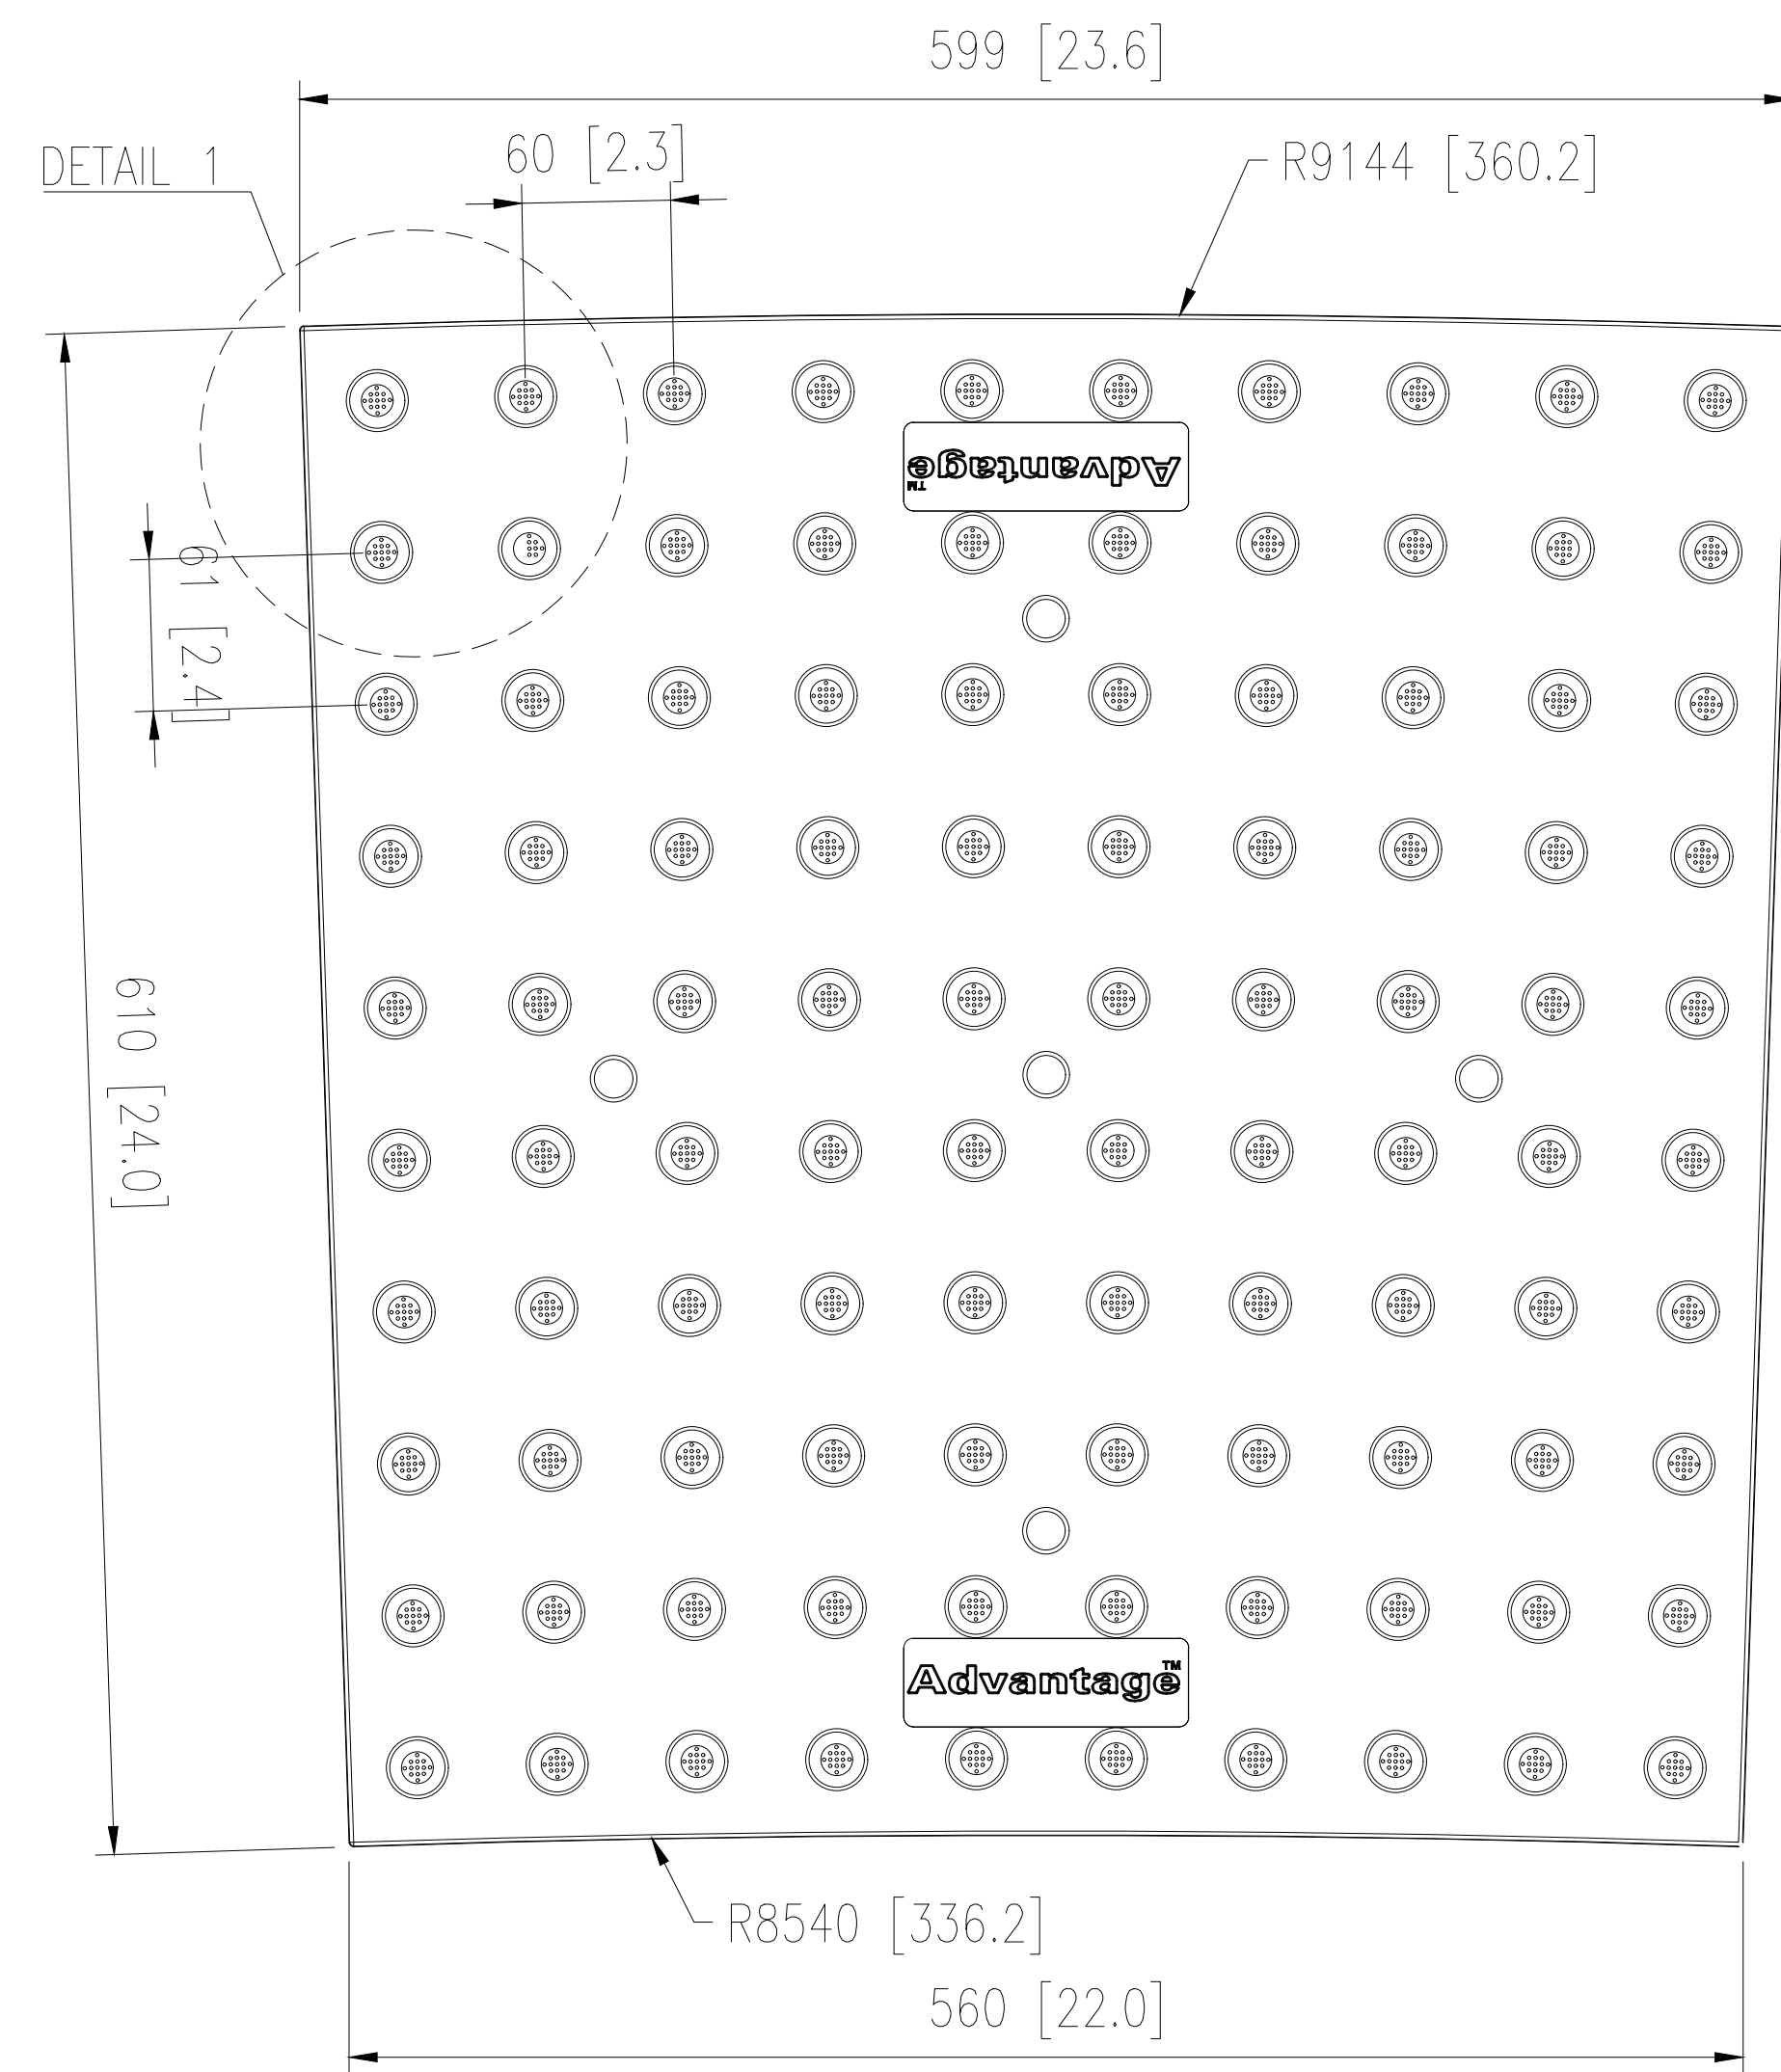 599 [23.6]
DETAIL 1
60 [2.3]
R9144 [360.2]
Advantage™
61 [2.4]
610 [24.0]
Advantage™
R8540 [336.2]
560 [22.0]